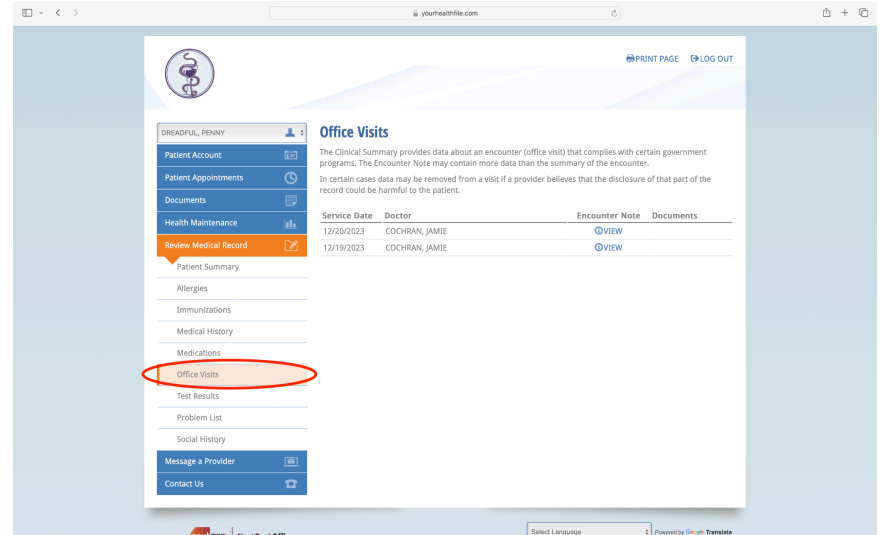 yourhealthfile.com
PRINT PAGE LOG OUT
DREADFUL, PENNY
Patient Account
Patient Appointments
Documents
Health Maintenance
Review Medical Record
Patient Summary
Allergies
Immunizations
Medical History
Medications
Office Visits
Test Results
Problem List
Social History
Message a Provider
Contact Us
Office Visits
The Clinical Summary provides data about an encounter (office visit) that complies with certain government
programs. The Encounter Note may contain more data than the summary of the encounter.
In certain cases data may be removed from a visit if a provider believes that the disclosure of that part of the
record could be harmful to the patient.
Service Date Doctor Encounter Note Documents
12/20/2023 COCHRAN, JAMIE VIEW
12/19/2023 COCHRAN, JAMIE VIEW
Select Language Powered by Google Translate